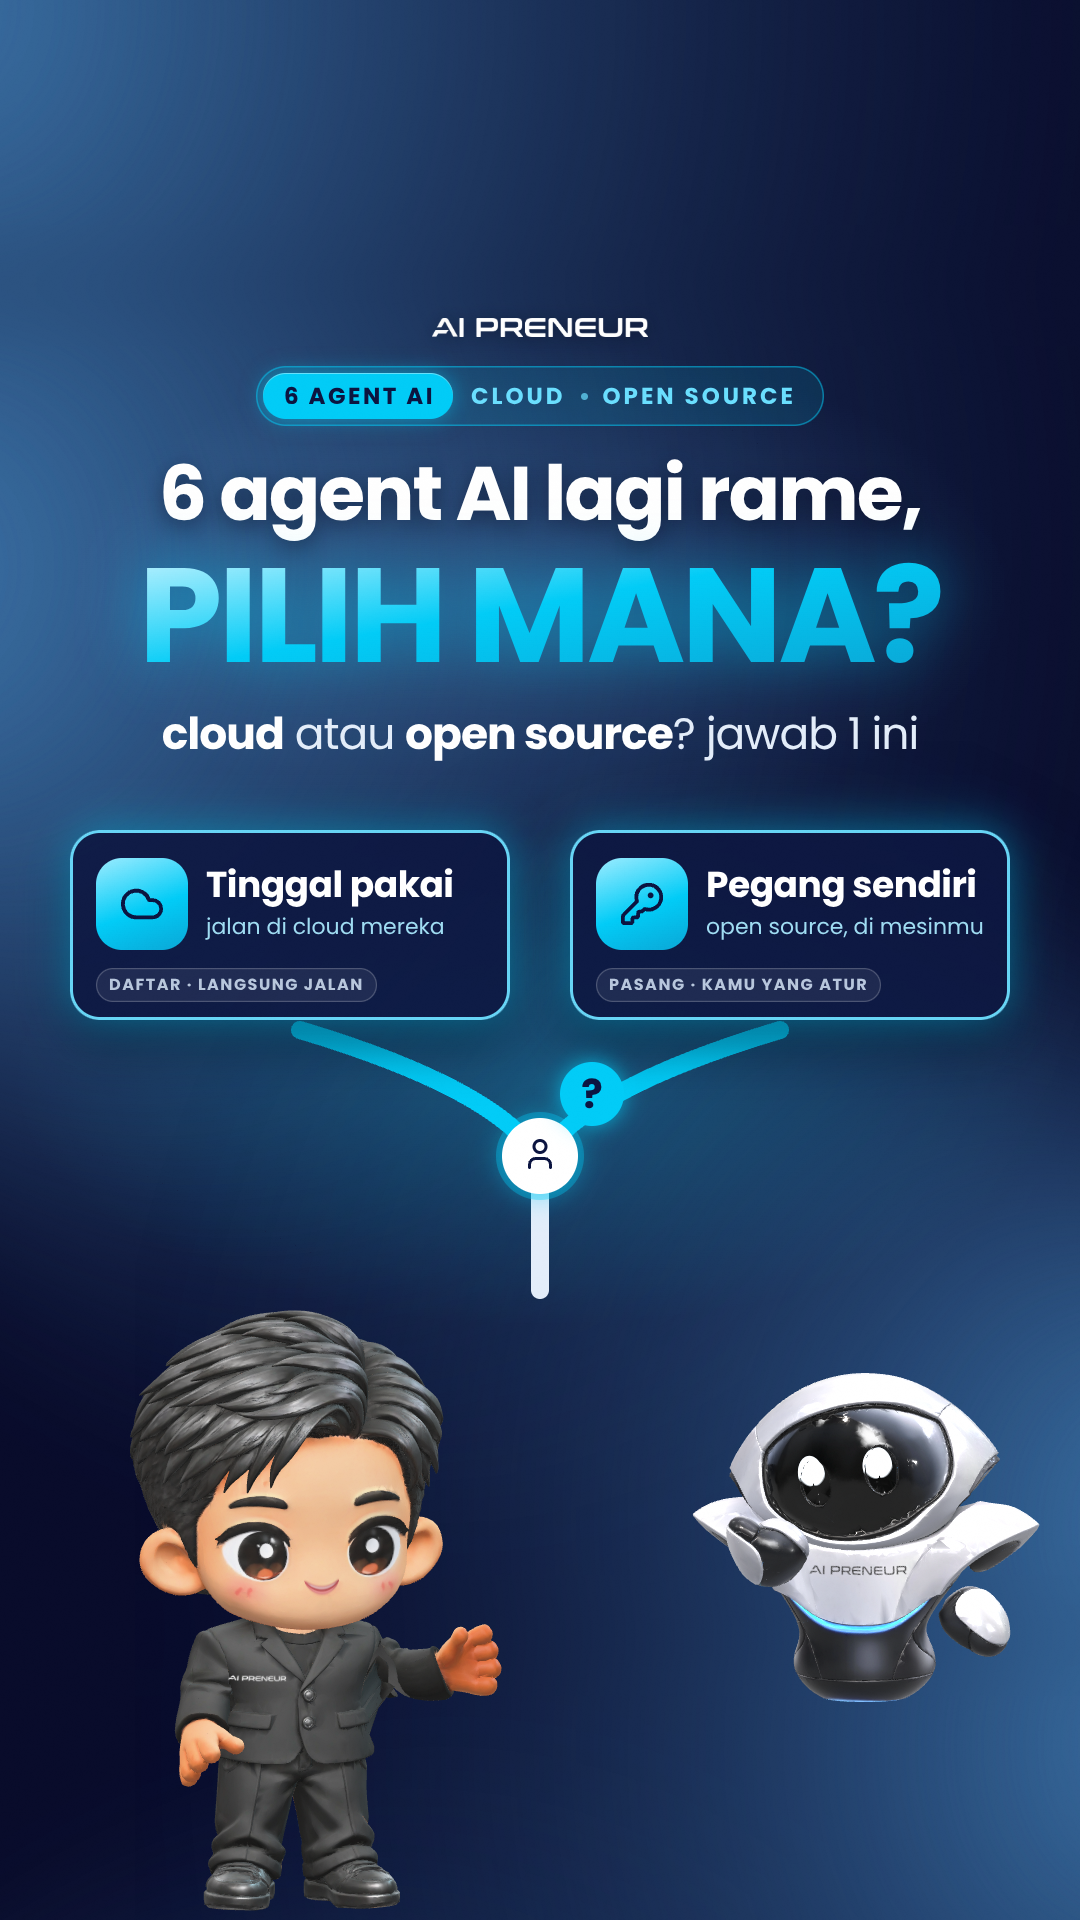 AI PRENEUR
6 AGENT AI CLOUD • OPEN SOURCE
6 agent AI lagi rame,
PILIH MANA?
cloud atau open source? jawab 1 ini
Tinggal pakai
jalan di cloud mereka
DAFTAR · LANGSUNG JALAN
Pegang sendiri
open source, di mesinmu
PASANG · KAMU YANG ATUR
?
AI PRENEUR
AI PRENEUR